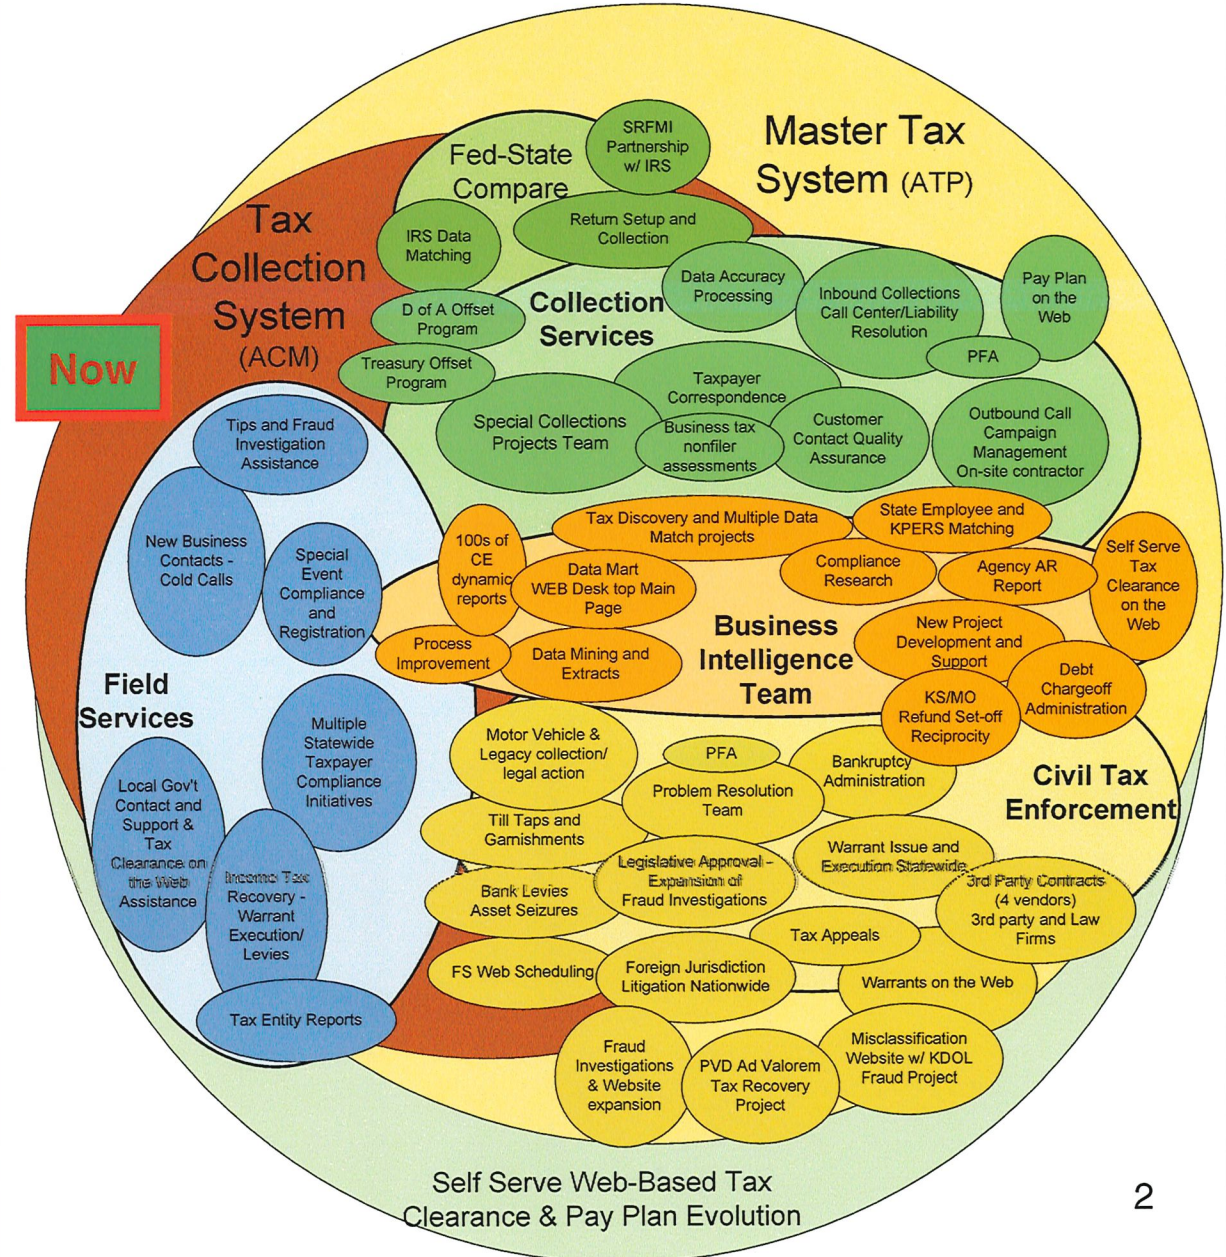 Master Tax
System (ATP)
SRFMI
Partnership
w/ IRS
Fed-State
Compare
Return Setup and
Collection
IRS Data
Matching
Tax
Collection
System
(ACM)
Now
D of A Offset
Program
Treasury Offset
Program
Collection
Services
Data Accuracy
Processing
Inbound Collections
Call Center/Liability
Resolution
Pay Plan
on the
Web
PFA
Taxpayer
Correspondence
Special Collections
Projects Team
Business tax
nonfiler
assessments
Customer
Contact Quality
Assurance
Outbound Call
Campaign
Management
On-site contractor
Tips and Fraud
Investigation
Assistance
New Business
Contacts -
Cold Calls
Special
Event
Compliance
and
Registration
Field
Services
Multiple
Statewide
Taxpayer
Compliance
Initiatives
Local Gov't
Contact and
Support &
Tax
Clearance on
the Web
Assistance
Income Tax
Recovery -
Warrant
Execution/
Levies
Tax Entity Reports
100s of
CE
dynamic
reports
Tax Discovery and Multiple Data
Match projects
State Employee and
KPERS Matching
Data Mart
WEB Desk top Main
Page
Compliance
Research
Agency AR
Report
Self Serve
Tax
Clearance
on the
Web
Process
Improvement
Data Mining and
Extracts
Business
Intelligence
Team
New Project
Development and
Support
Debt
Chargeoff
Administration
KS/MO
Refund Set-off
Reciprocity
Motor Vehicle &
Legacy collection/
legal action
PFA
Problem Resolution
Team
Bankruptcy
Administration
Civil Tax
Enforcement
Till Taps and
Garnishments
Legislative Approval -
Expansion of
Fraud Investigations
Warrant Issue and
Execution Statewide
3rd Party Contracts
(4 vendors)
3rd party and Law
Firms
Bank Levies
Asset Seizures
Tax Appeals
FS Web Scheduling
Foreign Jurisdiction
Litigation Nationwide
Warrants on the Web
Fraud
Investigations
& Website
expansion
PVD Ad Valorem
Tax Recovery
Project
Misclassification
Website w/ KDOL
Fraud Project
Self Serve Web-Based Tax
Clearance & Pay Plan Evolution
2